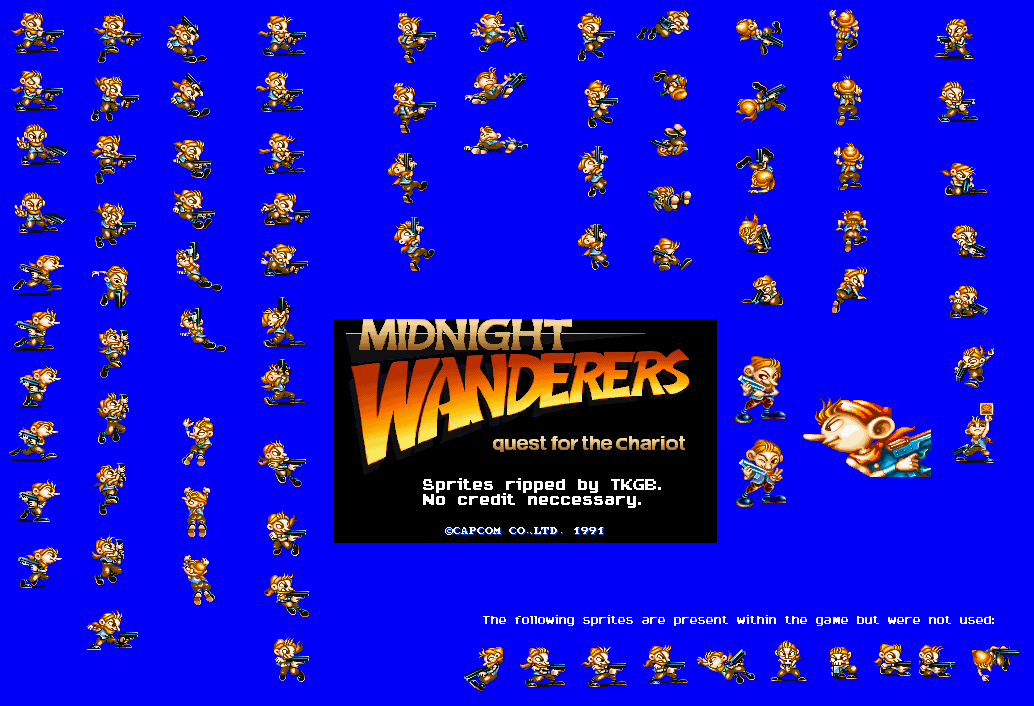 MIDNIGHT
WANDERERS
quest for the chariot
Sprites ripped by TKGB.
No credit neccessary.
©CAPCOM CO.,LTD. 1991
The following sprites are present within the game but were not used: